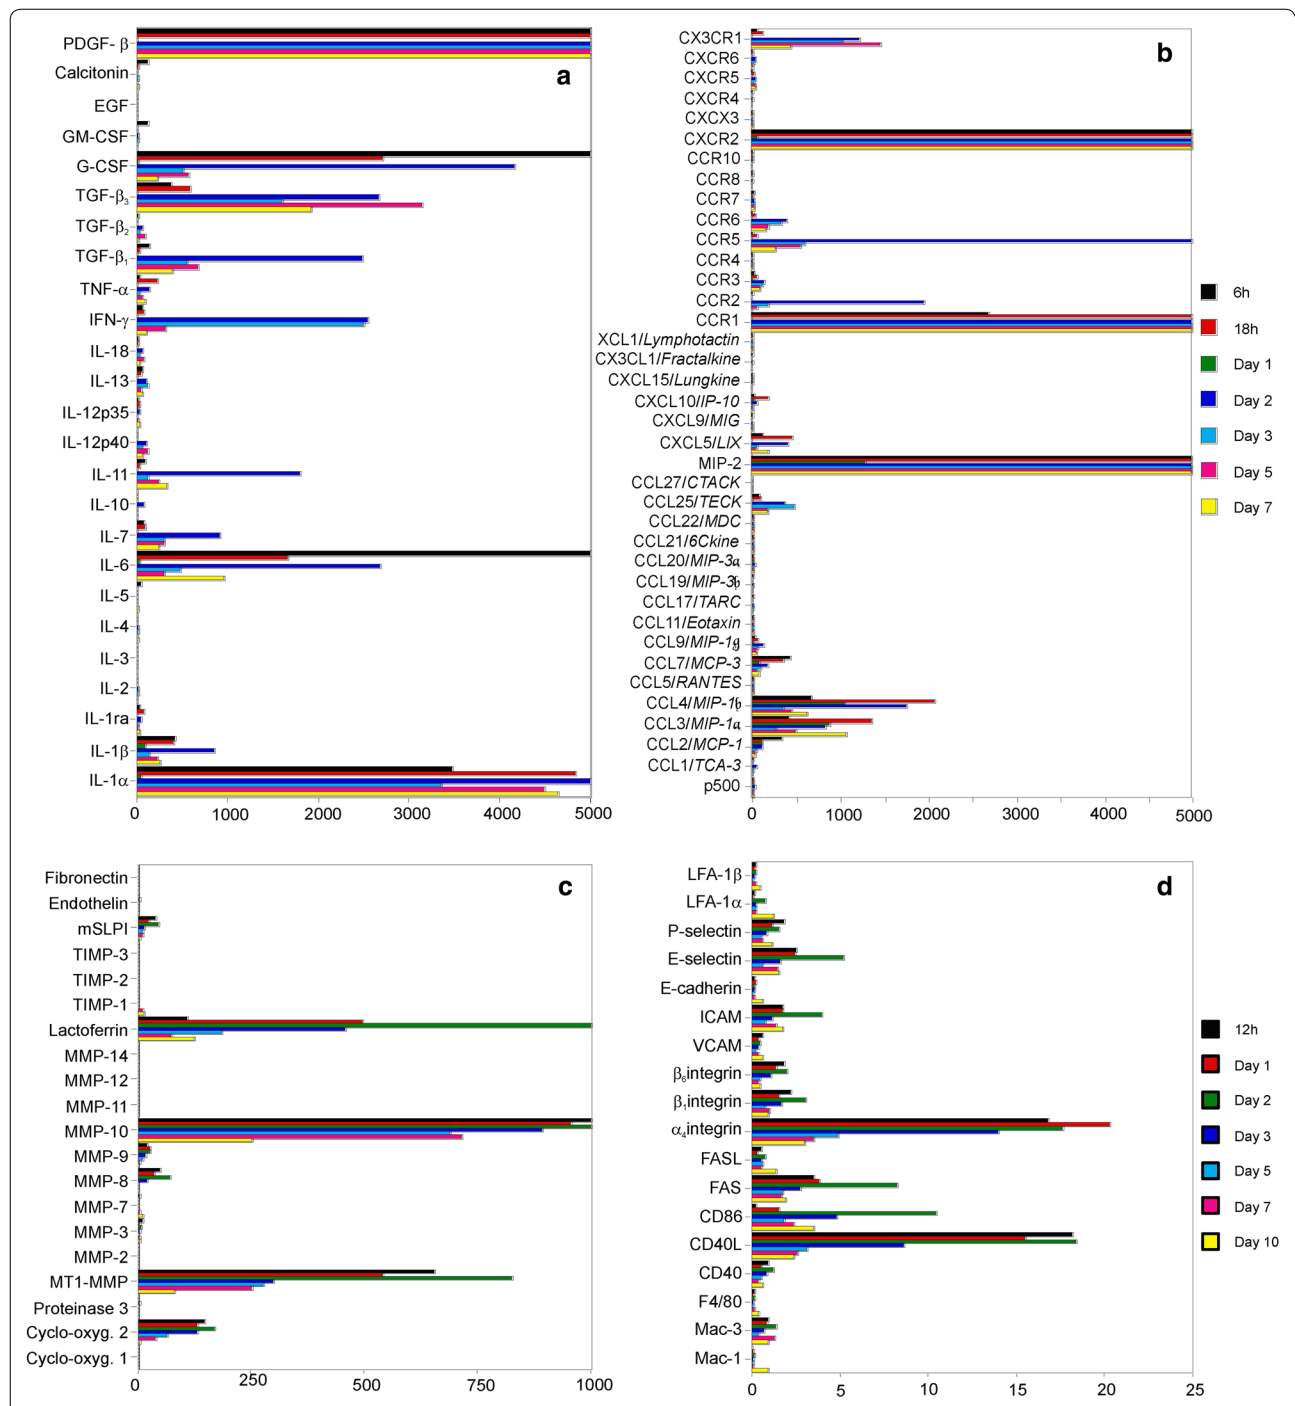 a
PDGF- β
Calcitonin
EGF
GM-CSF
G-CSF
TGF-β3
TGF-β2
TGF-β1
TNF-α
IFN-γ
IL-18
IL-13
IL-12p35
IL-12p40
IL-11
IL-10
IL-7
IL-6
IL-5
IL-4
IL-3
IL-2
IL-1ra
IL-1β
IL-1α
0 1000 2000 3000 4000 5000
b
CX3CR1
CXCR6
CXCR5
CXCR4
CXCX3
CXCR2
CCR10
CCR8
CCR7
CCR6
CCR5
CCR4
CCR3
CCR2
CCR1
XCL1/Lymphotactin
CX3CL1/Fractalkine
CXCL15/Lungkine
CXCL10/IP-10
CXCL9/MIG
CXCL5/LIX
MIP-2
CCL27/CTACK
CCL25/TECK
CCL22/MDC
CCL21/6Ckine
CCL20/MIP-3a
CCL19/MIP-3b
CCL17/TARC
CCL11/Eotaxin
CCL9/MIP-1g
CCL7/MCP-3
CCL5/RANTES
CCL4/MIP-1b
CCL3/MIP-1a
CCL2/MCP-1
CCL1/TCA-3
p500
0 1000 2000 3000 4000 5000
6h
18h
Day 1
Day 2
Day 3
Day 5
Day 7
c
Fibronectin
Endothelin
mSLPI
TIMP-3
TIMP-2
TIMP-1
Lactoferrin
MMP-14
MMP-12
MMP-11
MMP-10
MMP-9
MMP-8
MMP-7
MMP-3
MMP-2
MT1-MMP
Proteinase 3
Cyclo-oxyg. 2
Cyclo-oxyg. 1
0 250 500 750 1000
d
LFA-1β
LFA-1α
P-selectin
E-selectin
E-cadherin
ICAM
VCAM
β6integrin
β1integrin
α4integrin
FASL
FAS
CD86
CD40L
CD40
F4/80
Mac-3
Mac-1
0 5 10 15 20 25
12h
Day 1
Day 2
Day 3
Day 5
Day 7
Day 10